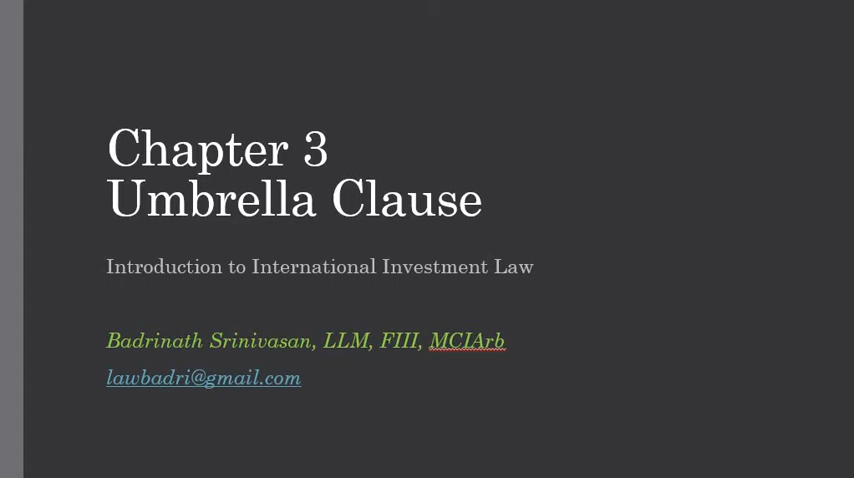 Chapter 3
Umbrella Clause
Introduction to International Investment Law
Badrinath Srinivasan, LLM, FIII, MCIArb
lawbadri@gmail.com